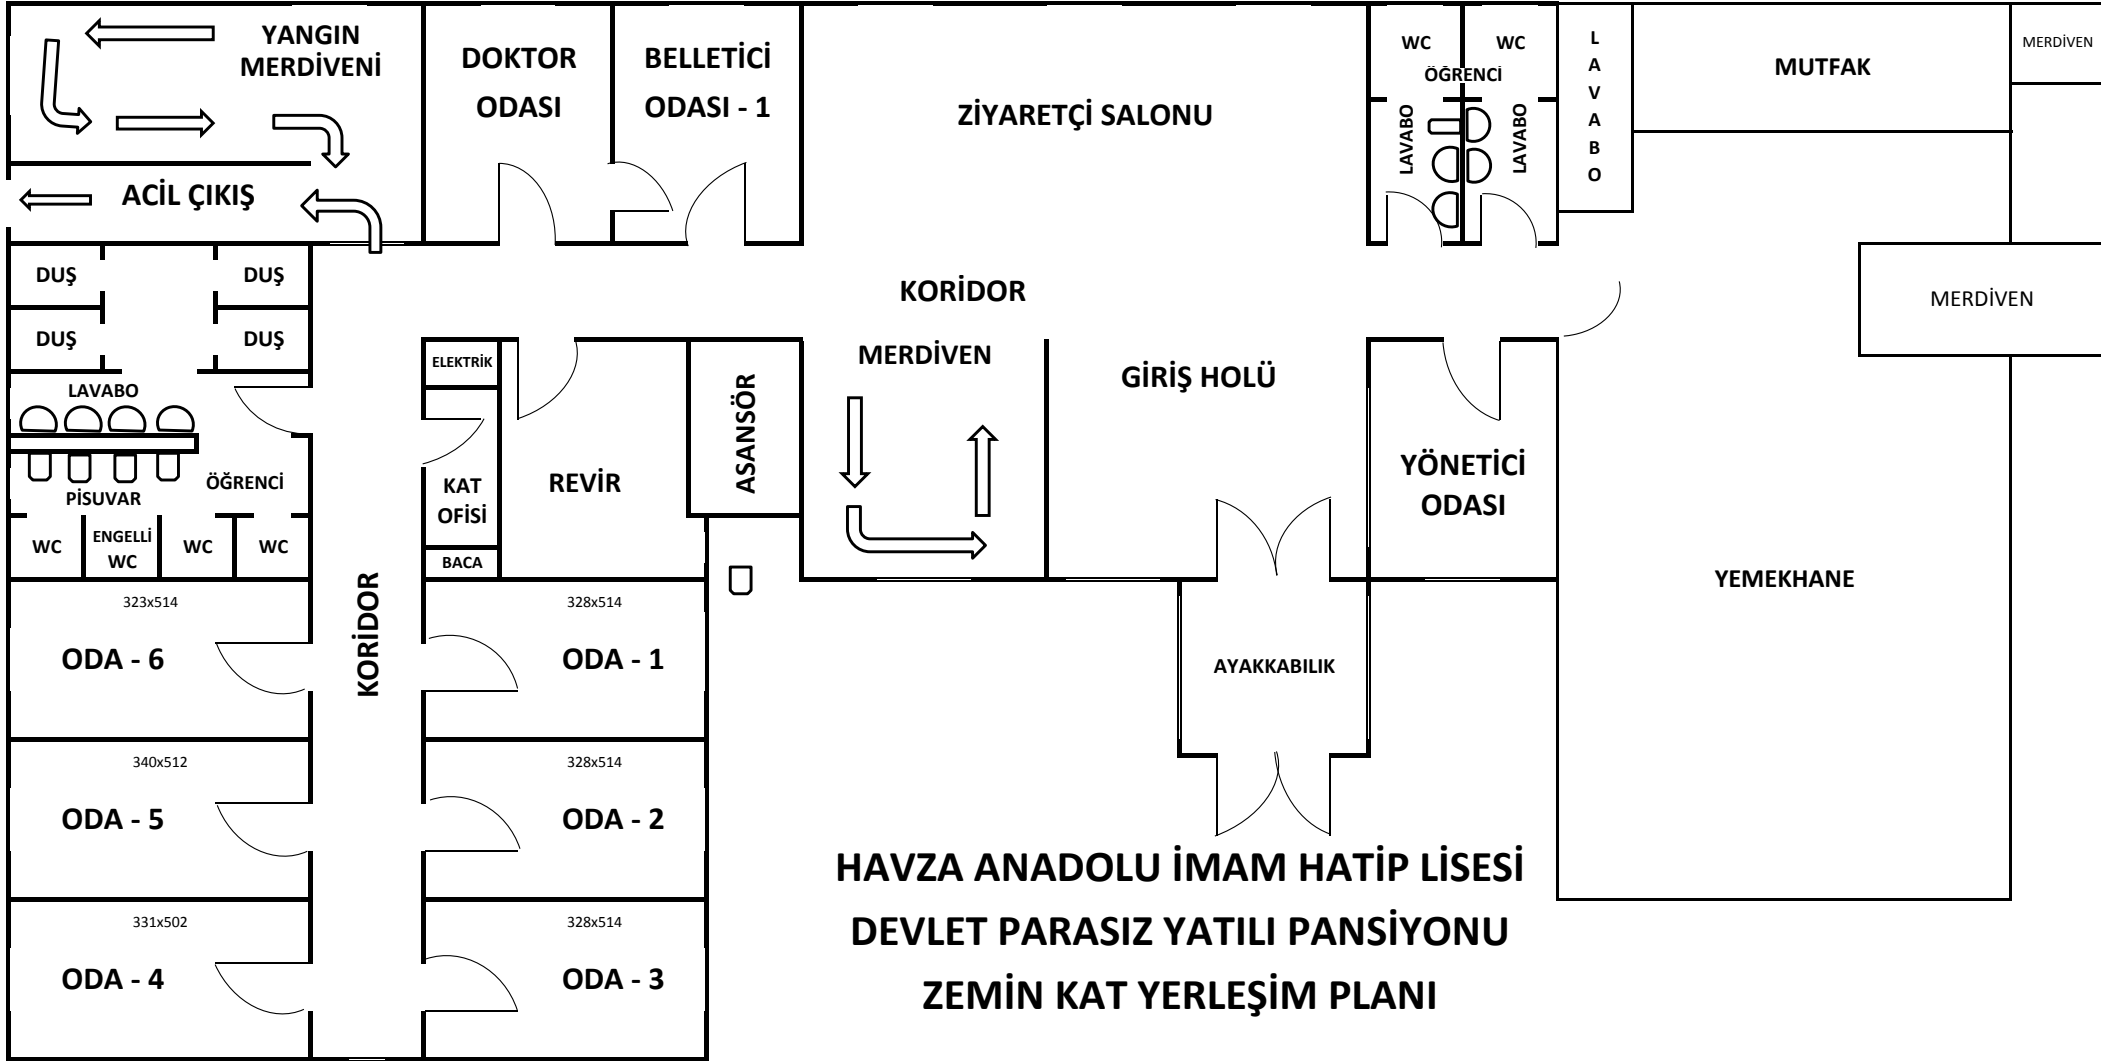 YANGIN
MERDİVENİ
DOKTOR
ODASI
BELLETİCİ
ODASI - 1
ZİYARETÇİ SALONU
WC
WC
ÖĞRENCİ
LAVABO
LAVABO
L
A
V
A
B
O
MUTFAK
MERDİVEN
ACİL ÇIKIŞ
DUŞ
DUŞ
DUŞ
DUŞ
KORİDOR
MERDİVEN
MERDİVEN
GİRİŞ HOLÜ
ELEKTRİK
ASANSÖR
LAVABO
ÖĞRENCİ
PİSUVAR
KAT
OFİSİ
REVİR
YÖNETİCİ
ODASI
WC
ENGELLİ
WC
WC
WC
BACA
KORİDOR
YEMEKHANE
323x514
ODA - 6
328x514
ODA - 1
AYAKKABILIK
340x512
ODA - 5
328x514
ODA - 2
331x502
ODA - 4
328x514
ODA - 3
HAVZA ANADOLU İMAM HATİP LİSESİ
DEVLET PARASIZ YATILI PANSİYONU
ZEMİN KAT YERLEŞİM PLANI